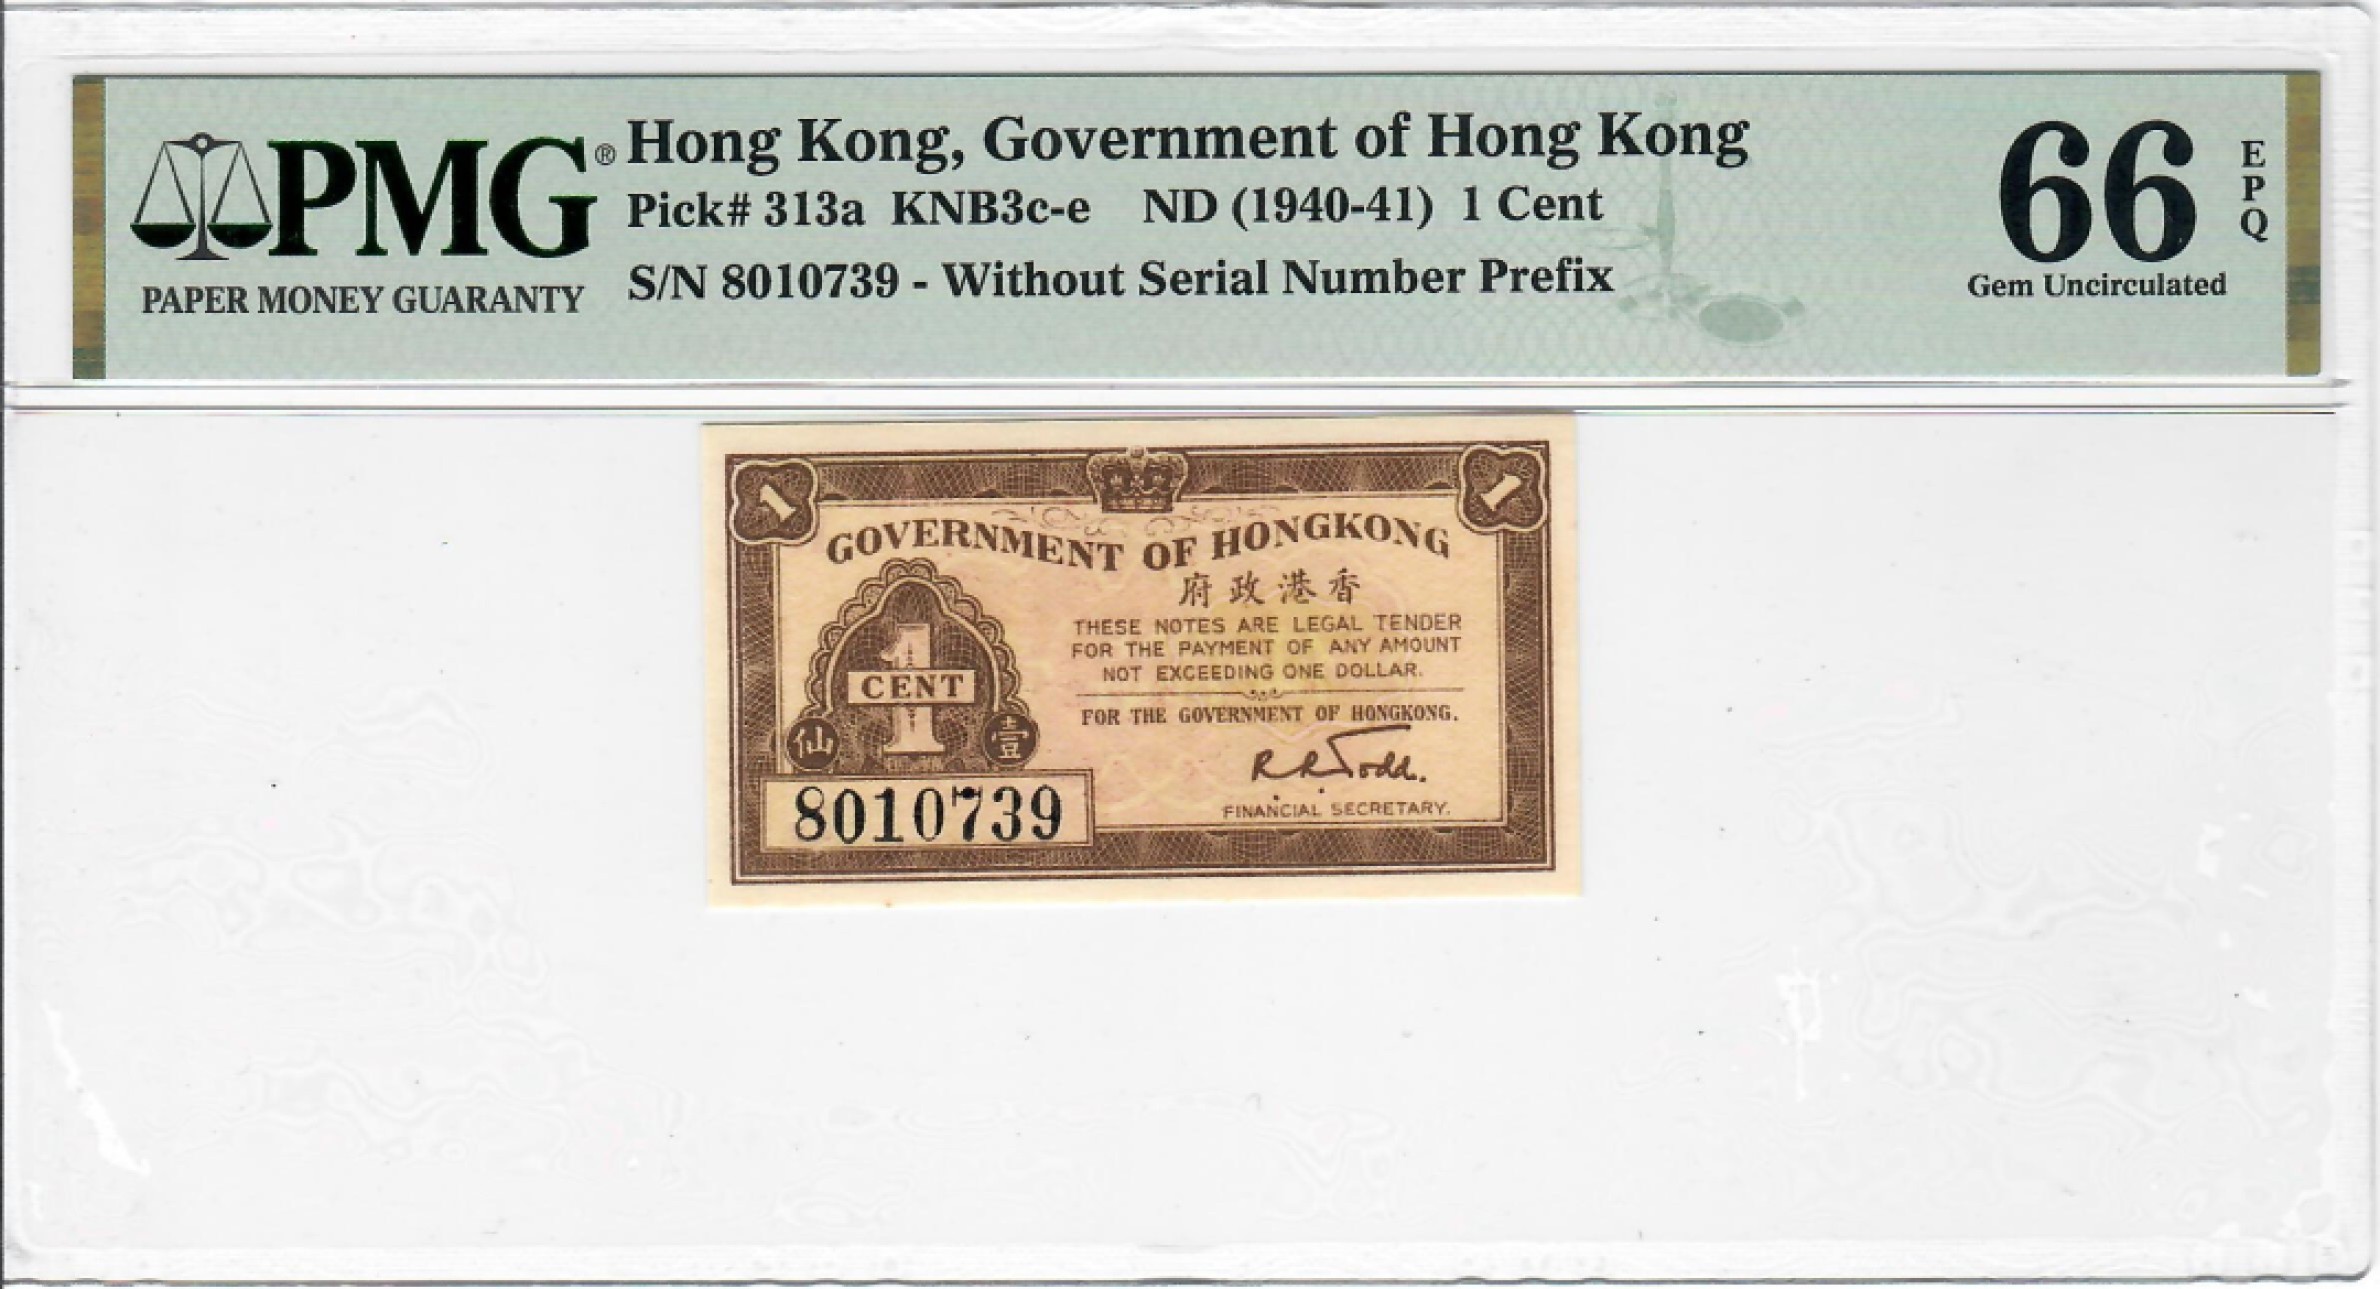 PMG®
PAPER MONEY GUARANTY
Hong Kong, Government of Hong Kong
Pick# 313a KNB3c-e ND (1940-41) 1 Cent
S/N 8010739 - Without Serial Number Prefix
66
EPQ
Gem Uncirculated
1
1
GOVERNMENT OF HONGKONG
府政港香
THESE NOTES ARE LEGAL TENDER
FOR THE PAYMENT OF ANY AMOUNT
NOT EXCEEDING ONE DOLLAR.
FOR THE GOVERNMENT OF HONGKONG.
R R Todd.
FINANCIAL SECRETARY.
1
CENT
仙 壹
8010739